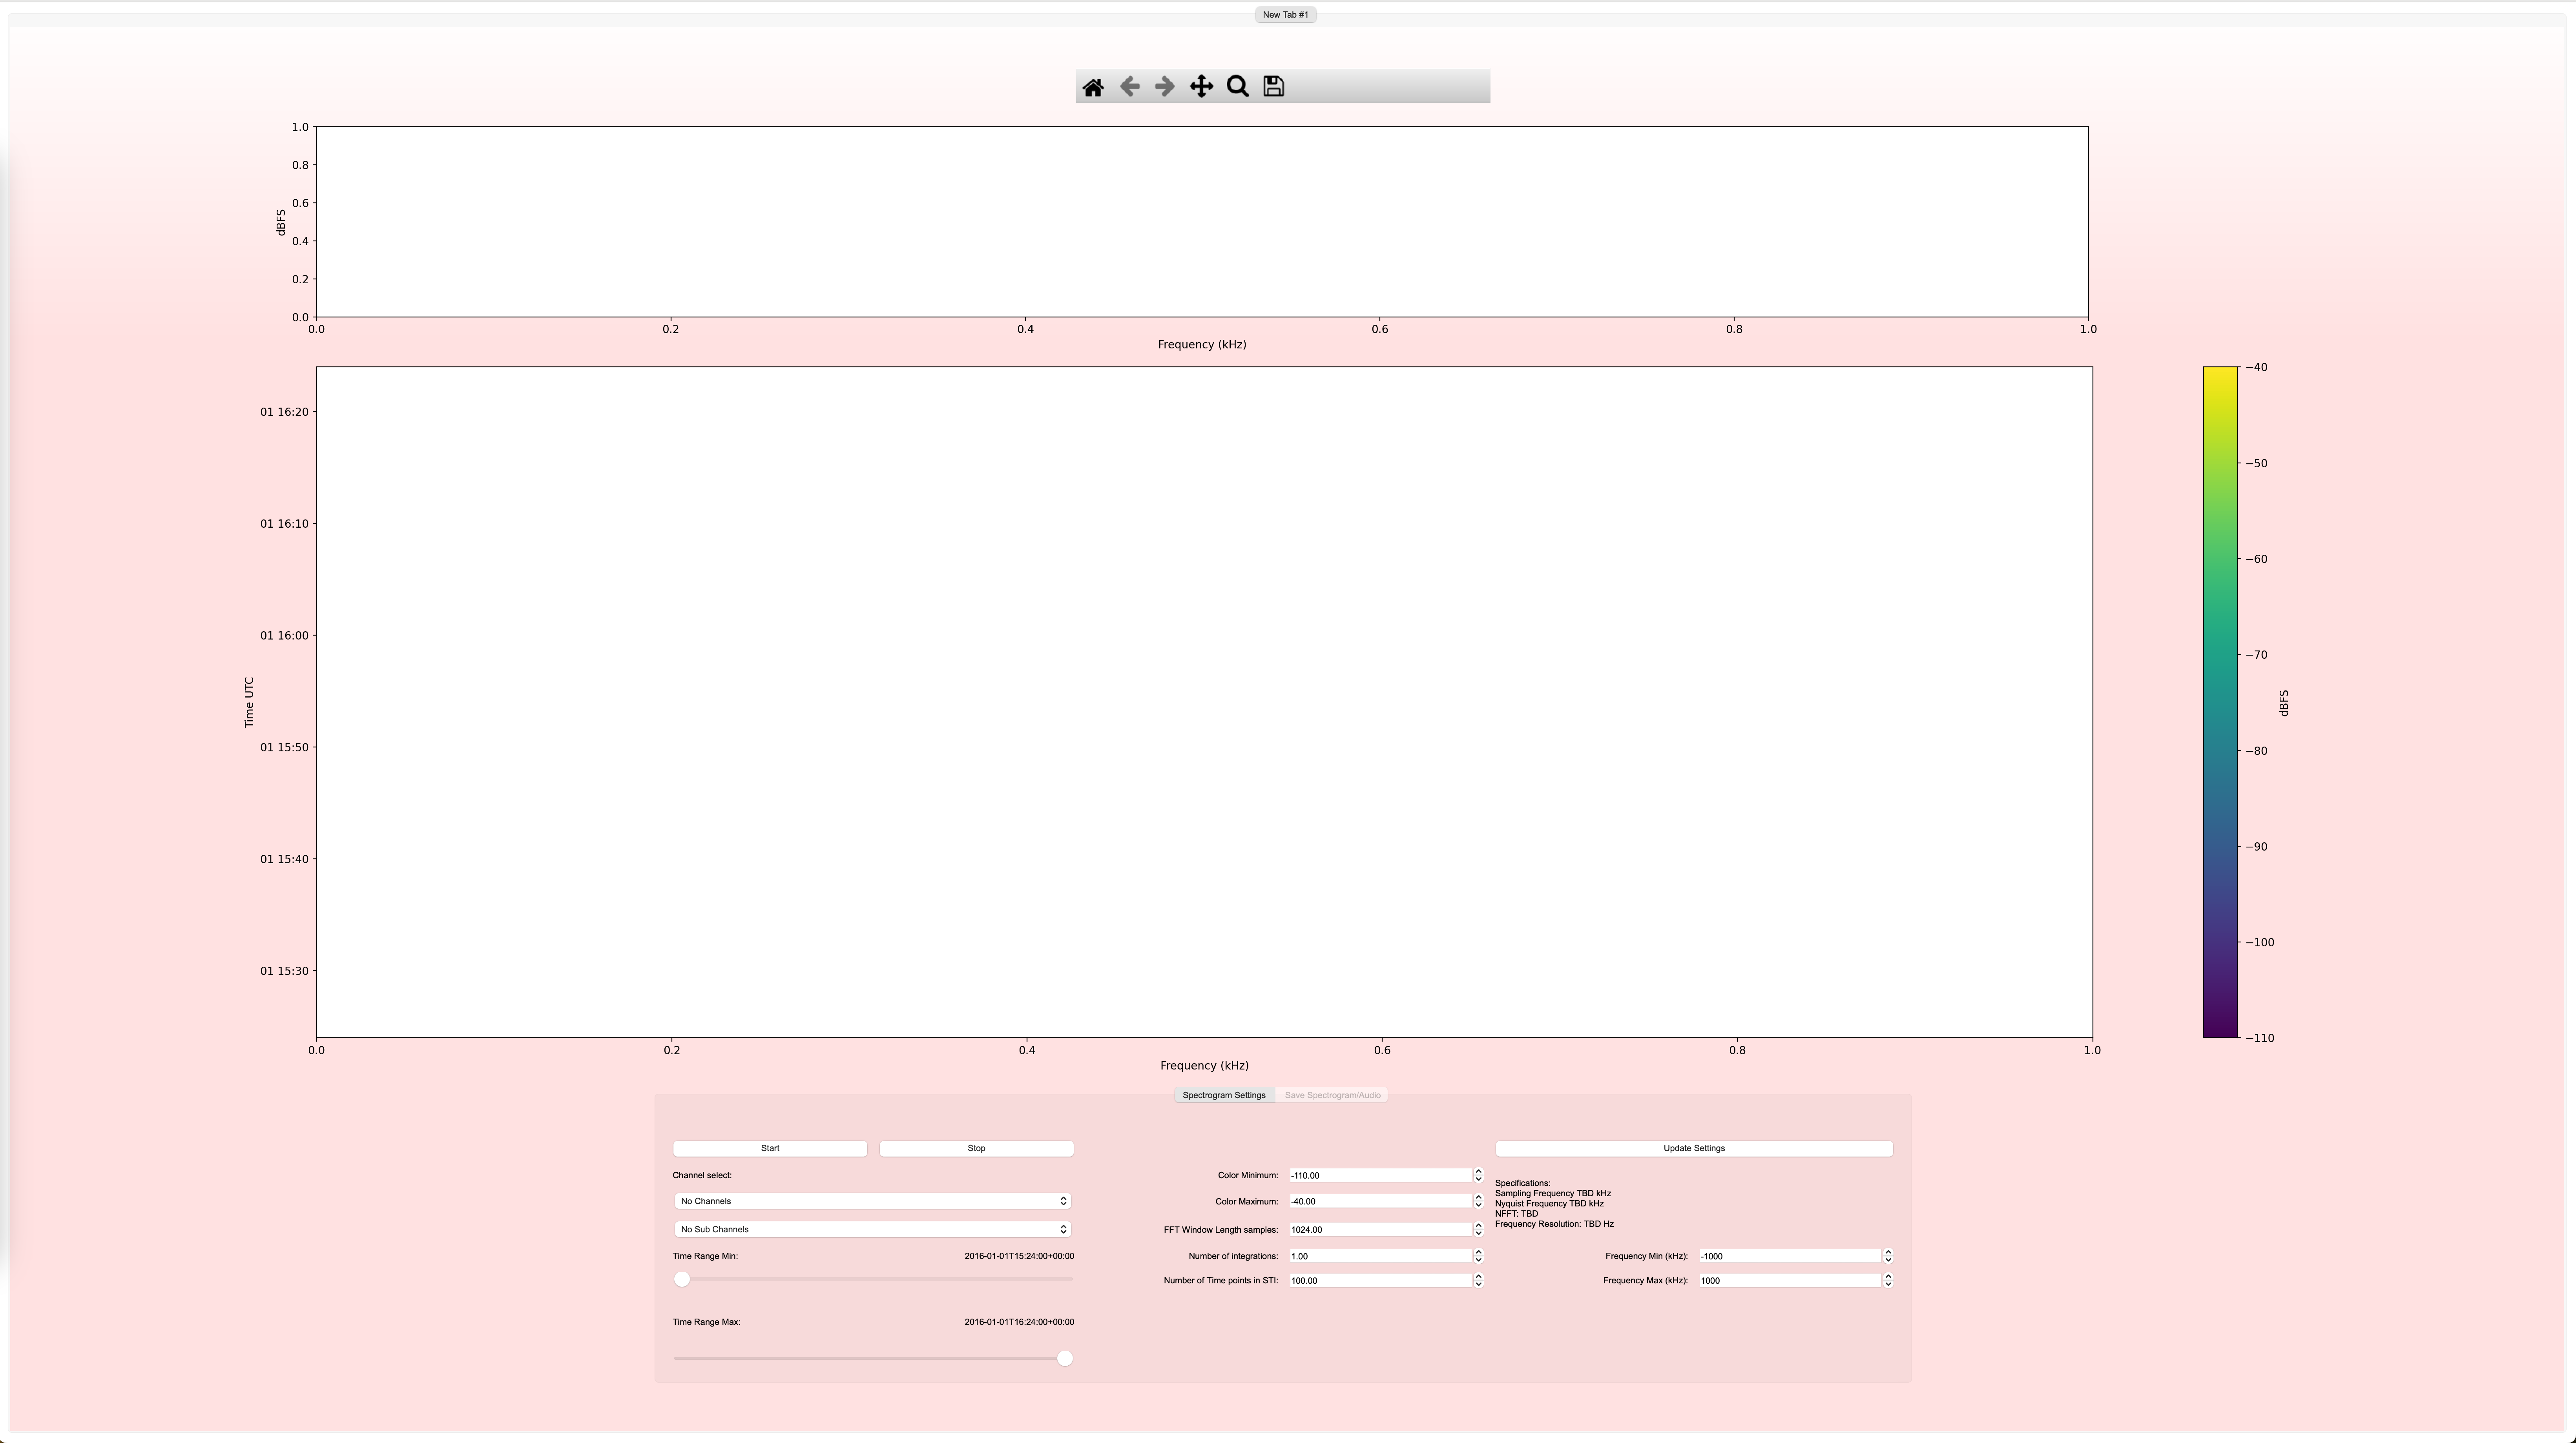 New Tab #1
1.0
0.8
0.6
0.4
0.2
0.0
dBFS
0.0 0.2 0.4 0.6 0.8 1.0
Frequency (kHz)
01 16:20
01 16:10
01 16:00
01 15:50
01 15:40
01 15:30
Time UTC
0.0 0.2 0.4 0.6 0.8 1.0
Frequency (kHz)
−40
−50
−60
−70
−80
−90
−100
−110
dBFS
Spectrogram Settings Save Spectrogram/Audio
Start Stop
Channel select:
No Channels
No Sub Channels
Time Range Min: 2016-01-01T15:24:00+00:00
Time Range Max: 2016-01-01T16:24:00+00:00
Color Minimum: -110.00
Color Maximum: -40.00
FFT Window Length samples: 1024.00
Number of integrations: 1.00
Number of Time points in STI: 100.00
Update Settings
Specifications:
Sampling Frequency TBD kHz
Nyquist Frequency TBD kHz
NFFT: TBD
Frequency Resolution: TBD Hz
Frequency Min (kHz): -1000
Frequency Max (kHz): 1000